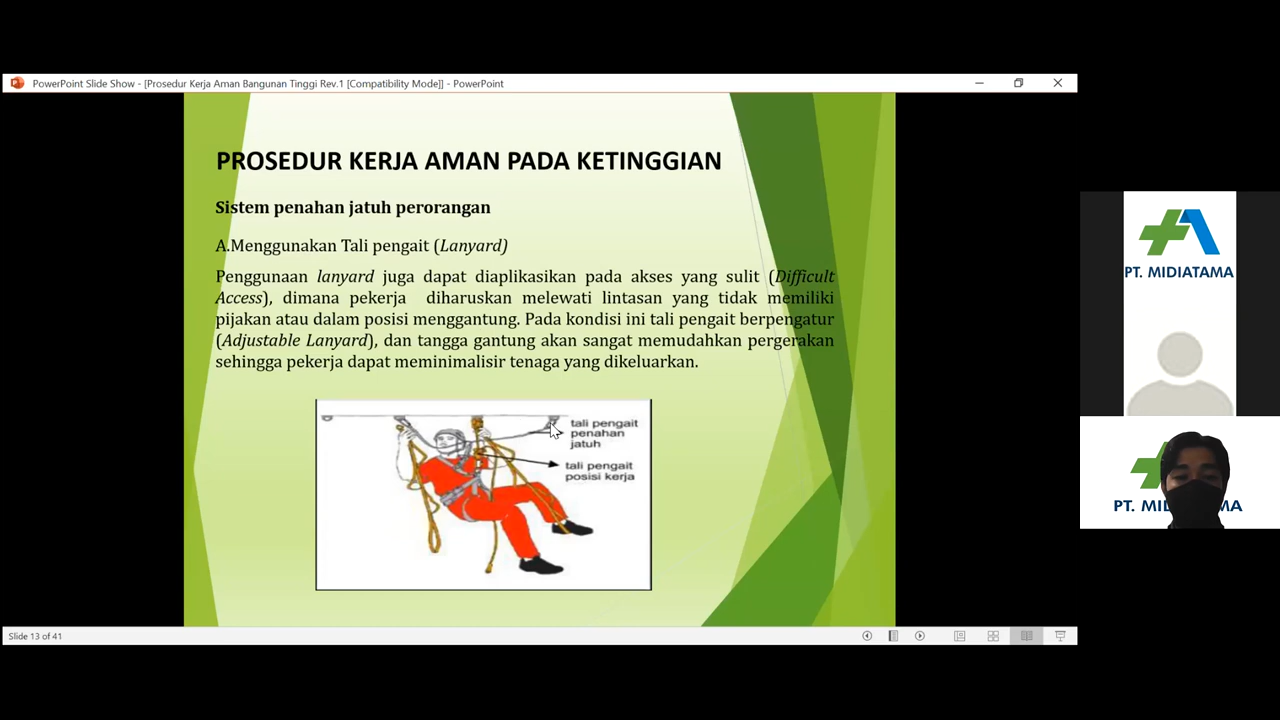 PowerPoint Slide Show - [Prosedur Kerja Aman Bangunan Tinggi Rev.1 [Compatibility Mode]] - PowerPoint
PROSEDUR KERJA AMAN PADA KETINGGIAN
Sistem penahan jatuh perorangan
A.Menggunakan Tali pengait (Lanyard)
Penggunaan lanyard juga dapat diaplikasikan pada akses yang sulit (Difficult
Access), dimana pekerja diharuskan melewati lintasan yang tidak memiliki
pijakan atau dalam posisi menggantung. Pada kondisi ini tali pengait berpengatur
(Adjustable Lanyard), dan tangga gantung akan sangat memudahkan pergerakan
sehingga pekerja dapat meminimalisir tenaga yang dikeluarkan.
tali pengait
penahan
jatuh
tali pengait
posisi kerja
Slide 13 of 41
PT. MIDIATAMA
PT. MI
MA